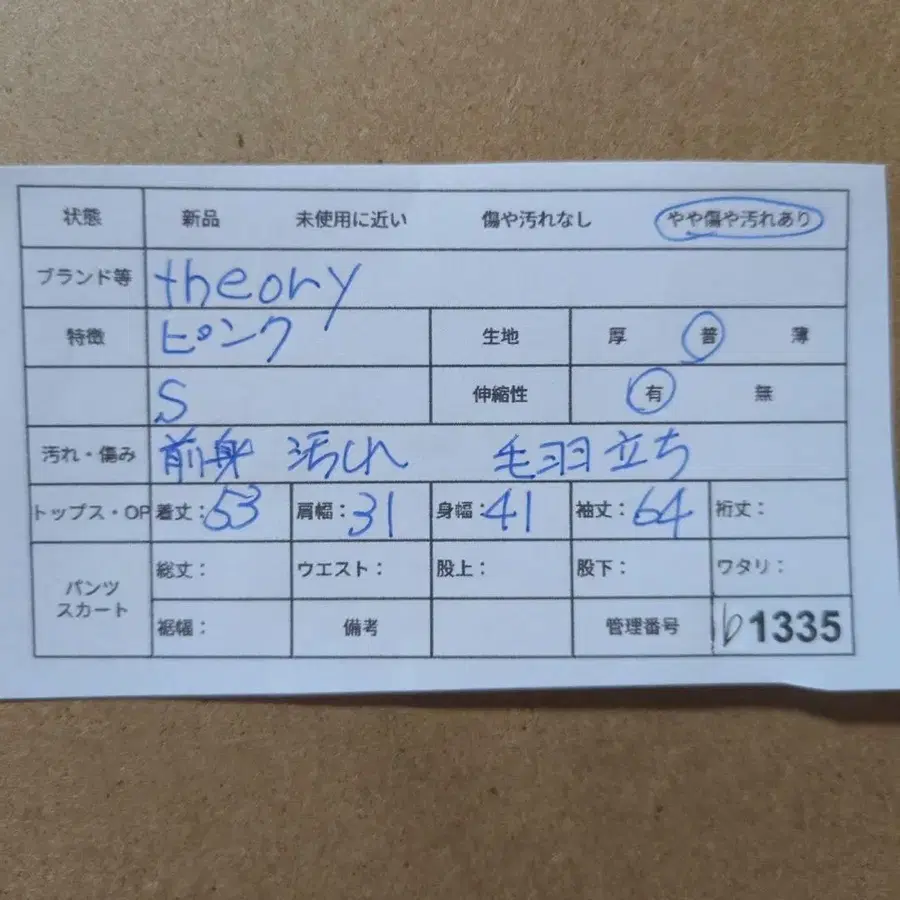 状態 新品 未使用に近い 傷や汚れなし やや傷や汚れあり
ブランド等 theory
特徴 ピンク 生地 厚 普 薄
S 伸縮性 有 無
汚れ・傷み 前身 汚れ 毛羽立ち
トップス・OP 着丈：53 肩幅：31 身幅：41 袖丈：64 裄丈：
パンツ スカート 総丈： ウエスト： 股上： 股下： ワタリ：
裾幅： 備考 管理番号 b1335